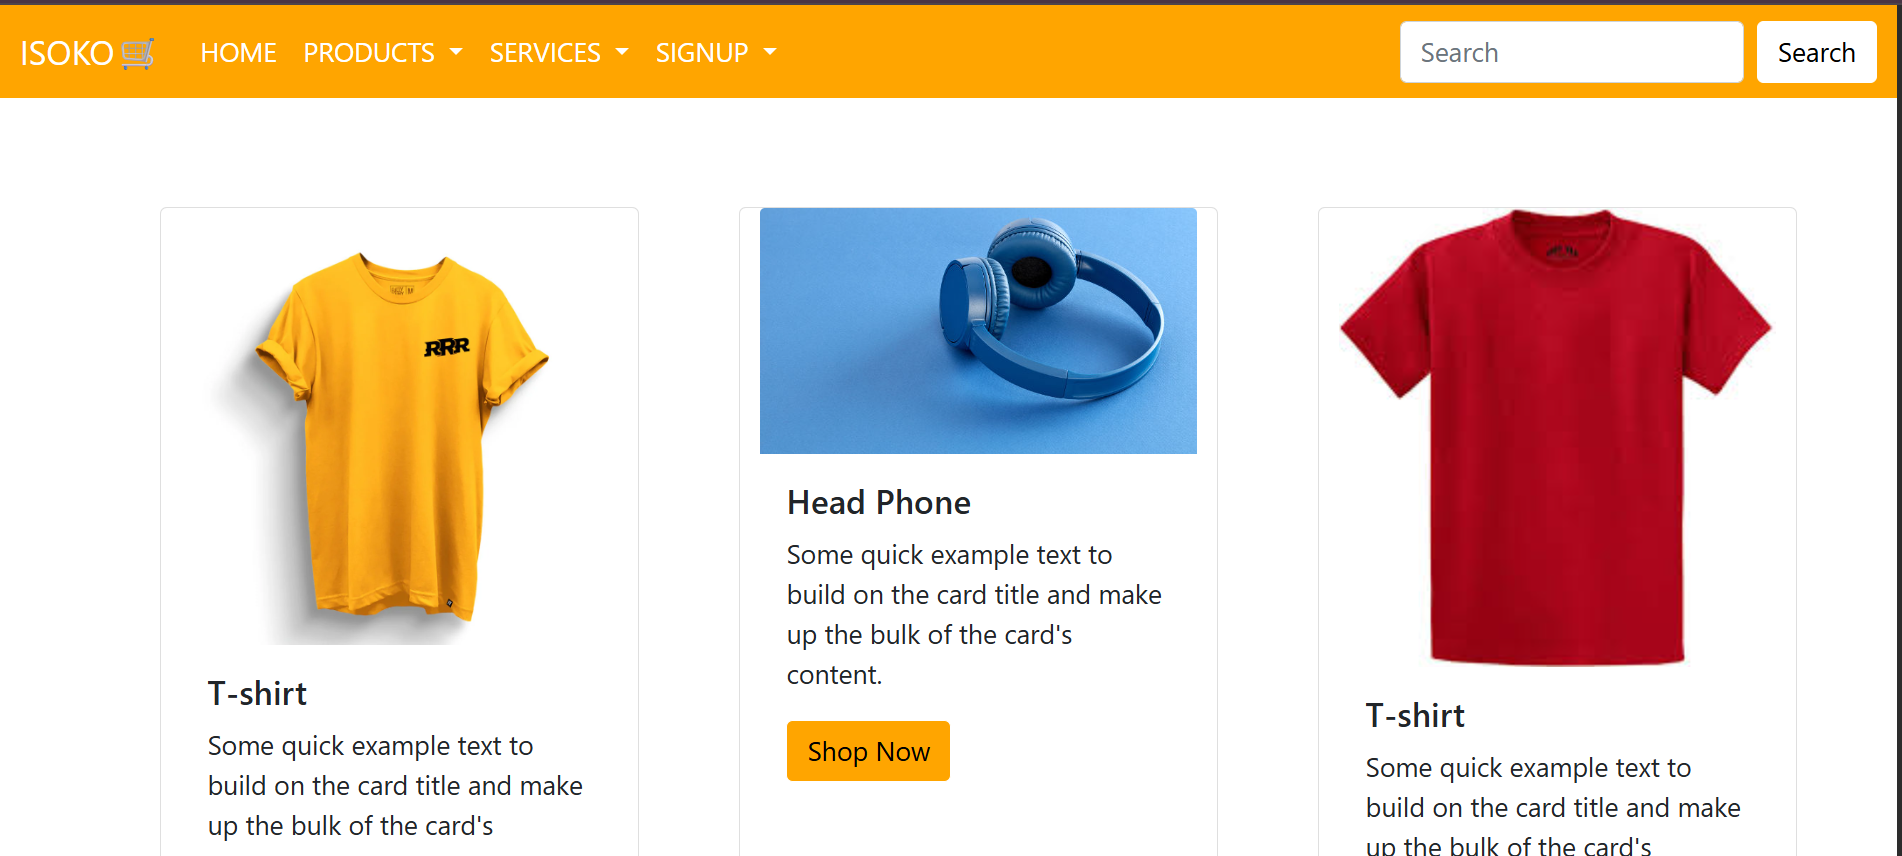 ISOKO HOME PRODUCTS SERVICES SIGNUP Search Search
RRR
T-shirt
Some quick example text to
build on the card title and make
up the bulk of the card's
Head Phone
Some quick example text to
build on the card title and make
up the bulk of the card's
content.
Shop Now
T-shirt
Some quick example text to
build on the card title and make
up the bulk of the card's